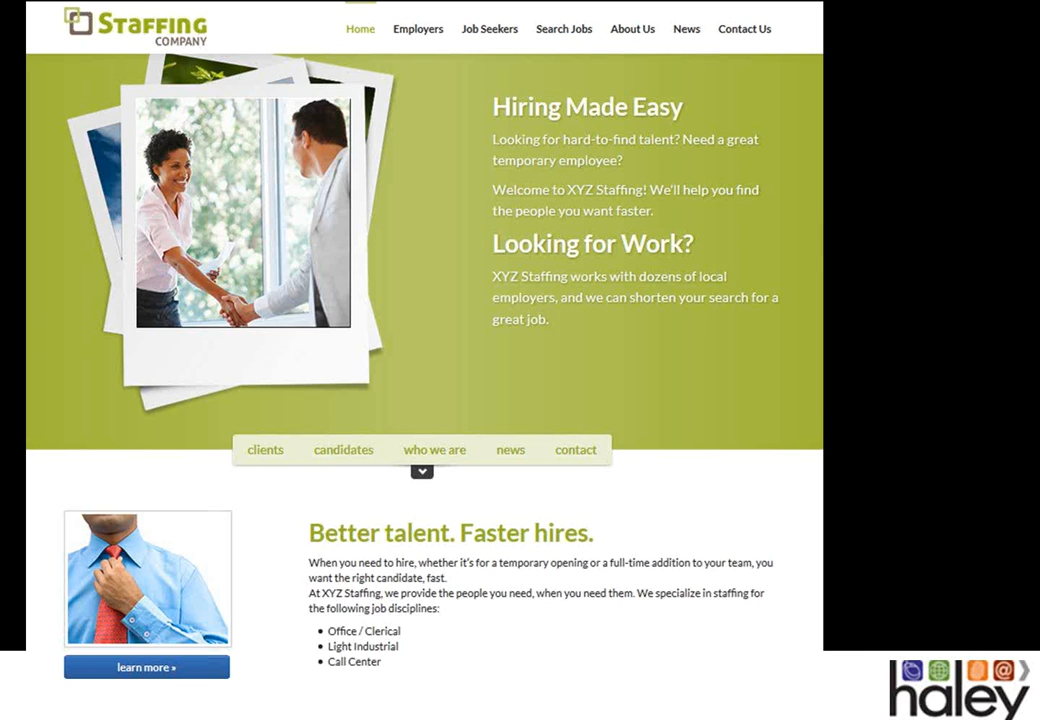 STAFFING
COMPANY
Home Employers Job Seekers Search Jobs About Us News Contact Us
Hiring Made Easy
Looking for hard-to-find talent? Need a great
temporary employee?
Welcome to XYZ Staffing! We'll help you find
the people you want faster.
Looking for Work?
XYZ Staffing works with dozens of local
employers, and we can shorten your search for a
great job.
clients candidates who we are news contact
Better talent. Faster hires.
When you need to hire, whether it's for a temporary opening or a full-time addition to your team, you
want the right candidate, fast.
At XYZ Staffing, we provide the people you need, when you need them. We specialize in staffing for
the following job disciplines:
• Office / Clerical
• Light Industrial
• Call Center
learn more »
@
haley